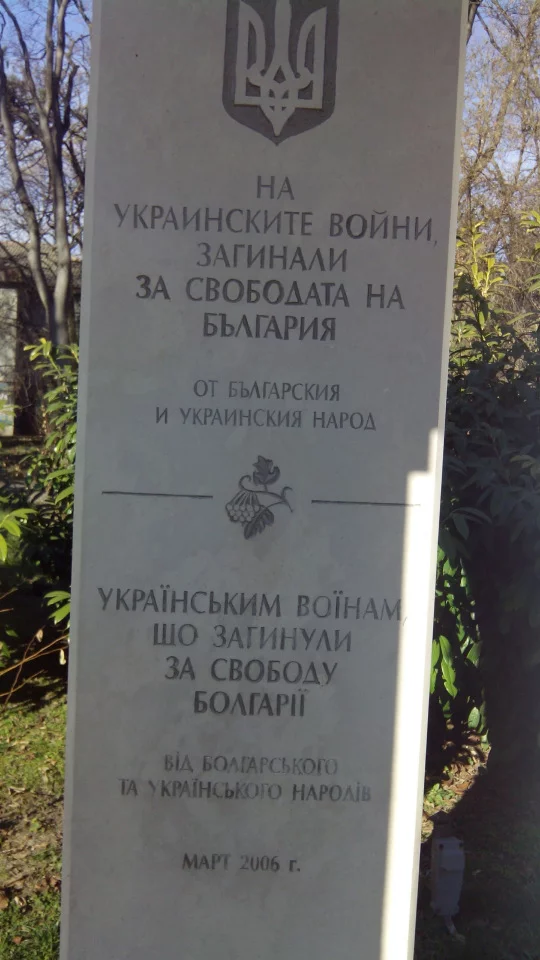 НА
УКРАИНСКИТЕ ВОЙНИ,
ЗАГИНАЛИ
ЗА СВОБОДАТА НА
БЪЛГАРИЯ
ОТ БЪЛГАРСКИЯ
И УКРАИНСКИЯ НАРОД
УКРАЇНСЬКИМ ВОЇНАМ,
ЩО ЗАГИНУЛИ
ЗА СВОБОДУ
БОЛГАРІЇ
ВІД БОЛГАРСЬКОГО
ТА УКРАЇНСЬКОГО НАРОДІВ
МАРТ 2006 г.